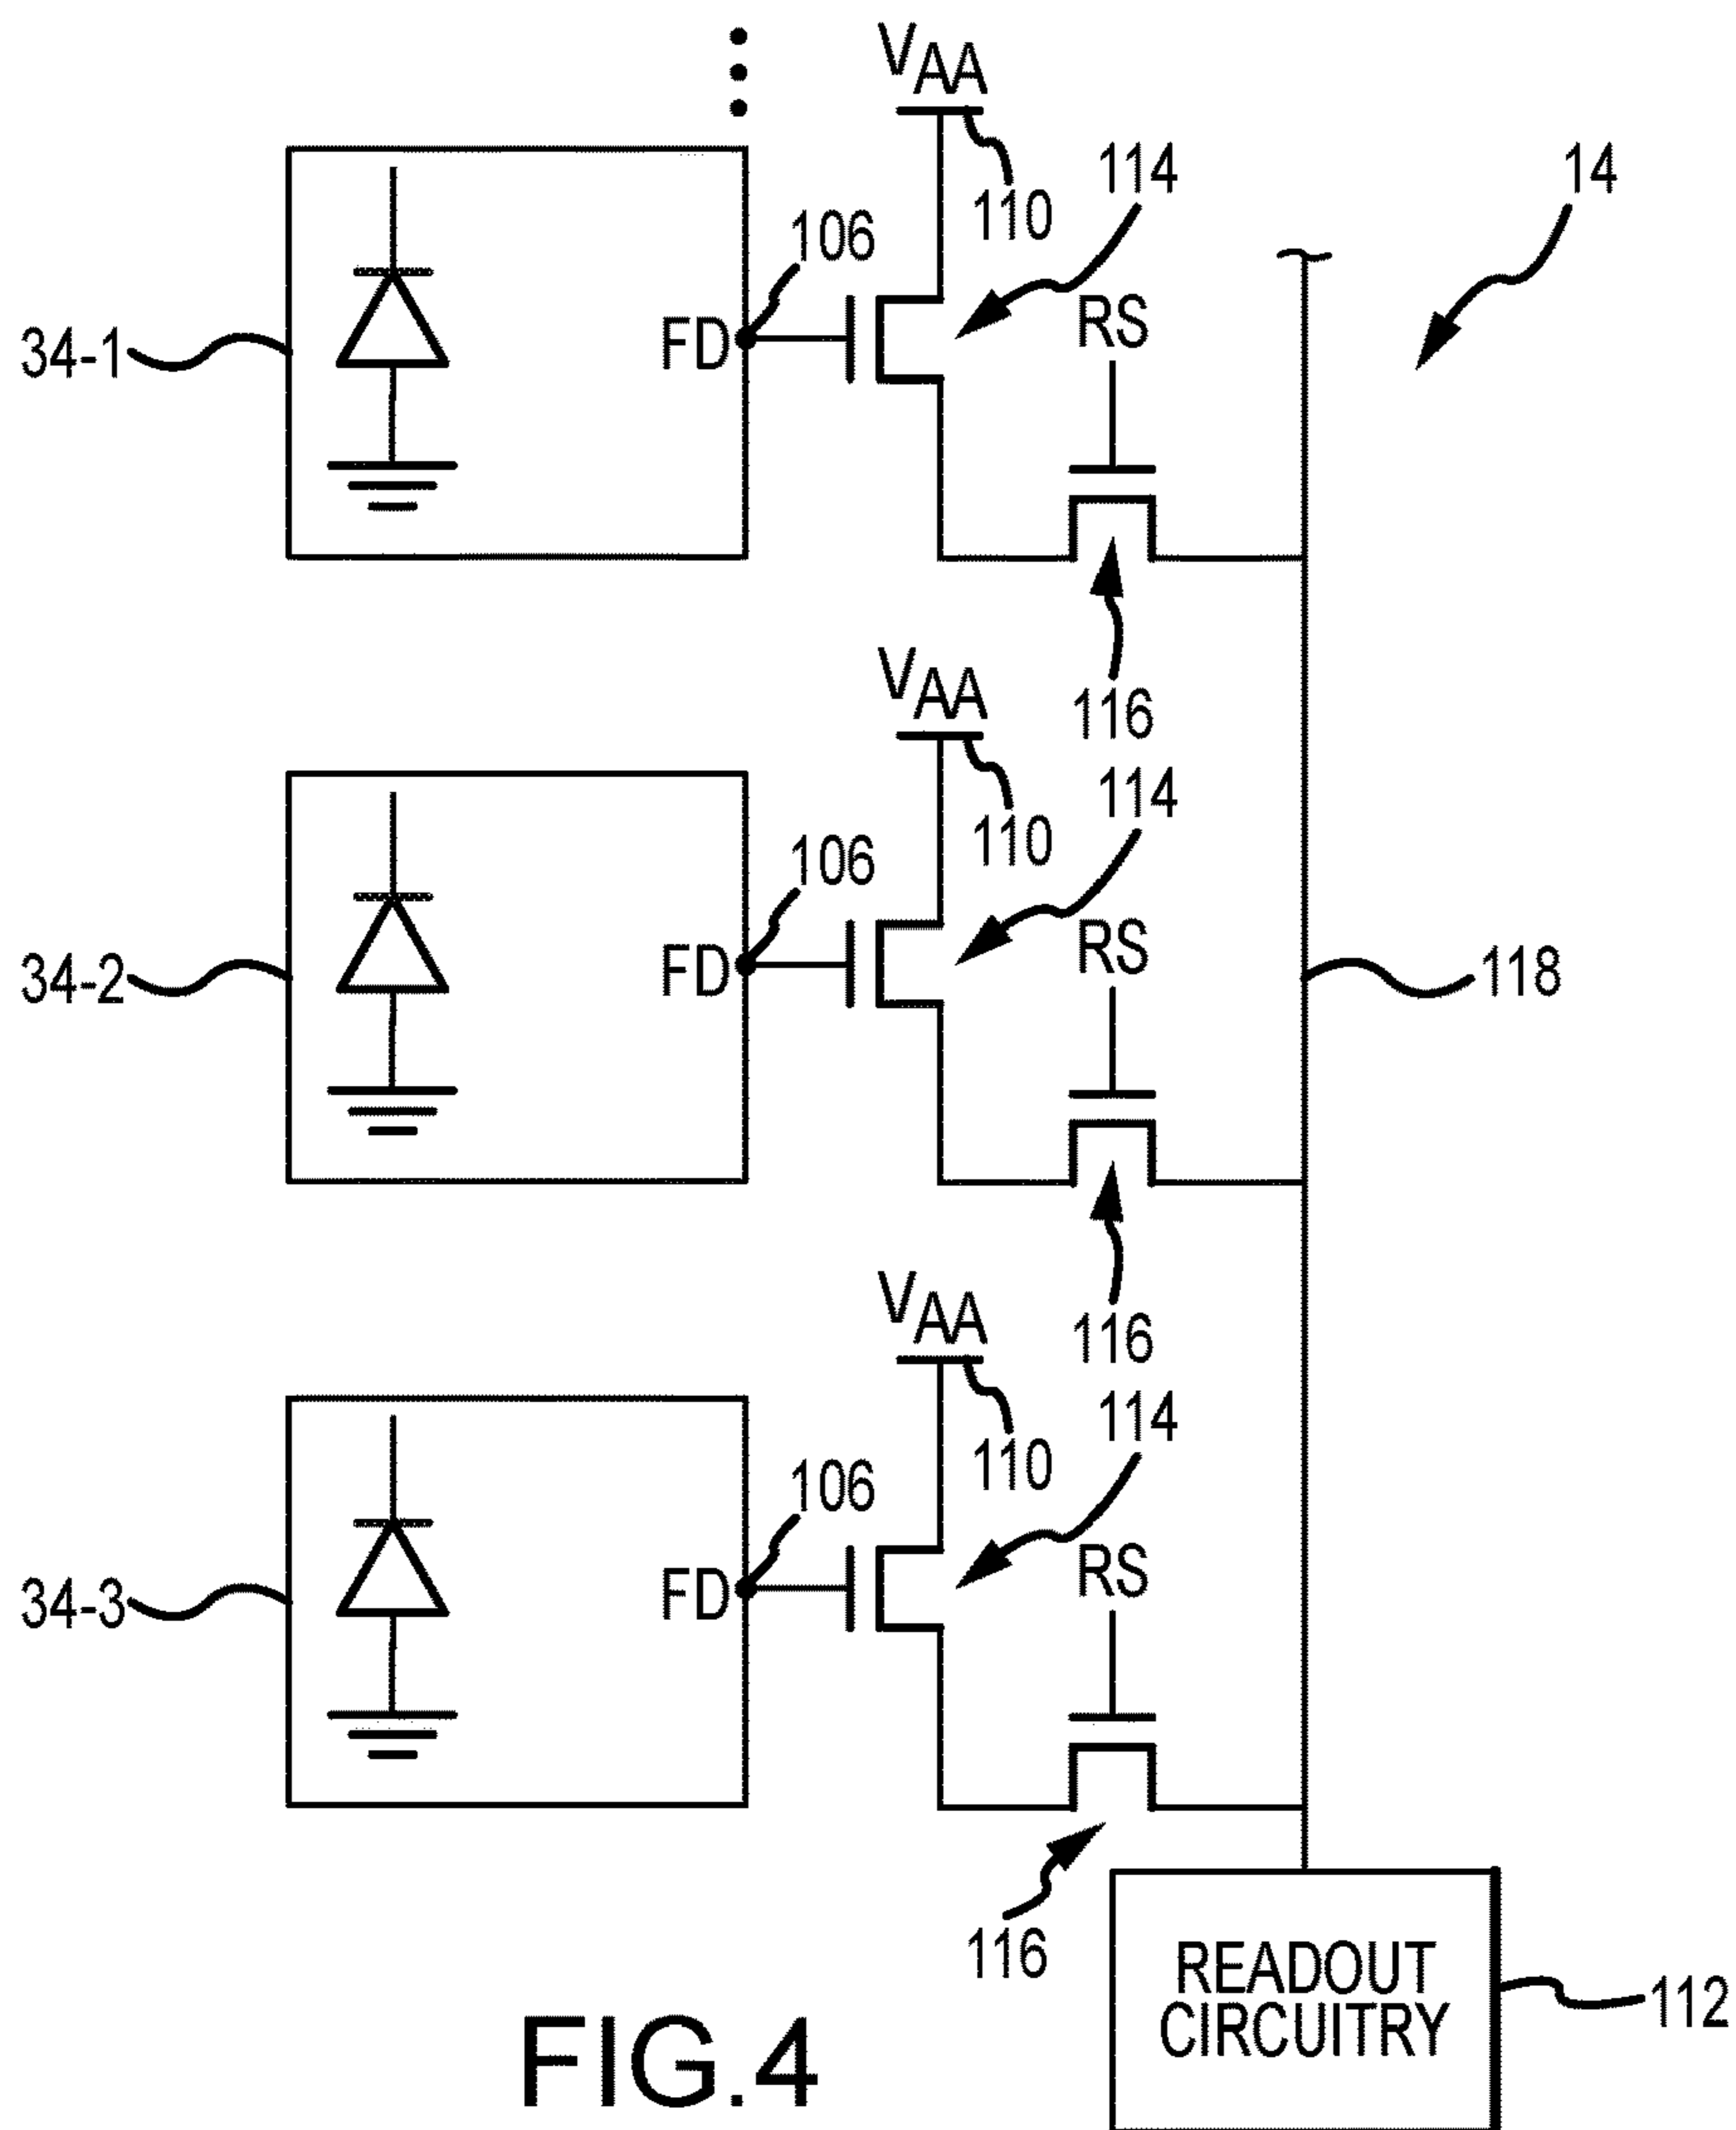 VAA
110
114
14
106
FD
RS
34-1
116
VAA
110
114
106
FD
RS
34-2
118
116
VAA
110
114
106
FD
RS
34-3
116
READOUT
CIRCUITRY
112
FIG.4